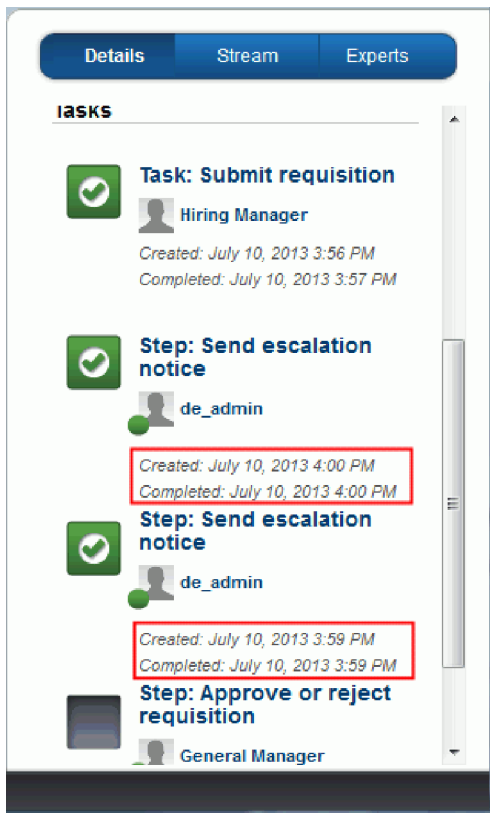 Details Stream Experts
Tasks
Task: Submit requisition
Hiring Manager
Created: July 10, 2013 3:56 PM
Completed: July 10, 2013 3:57 PM
Step: Send escalation
notice
de_admin
Created: July 10, 2013 4:00 PM
Completed: July 10, 2013 4:00 PM
Step: Send escalation
notice
de_admin
Created: July 10, 2013 3:59 PM
Completed: July 10, 2013 3:59 PM
Step: Approve or reject
requisition
General Manager